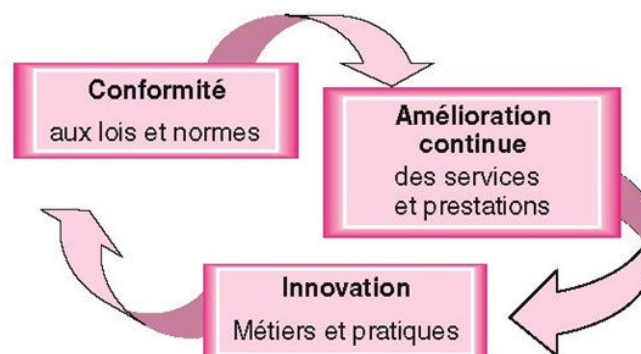 Conformité
aux lois et normes
Amélioration
continue
des services
et prestations
Innovation
Métiers et pratiques